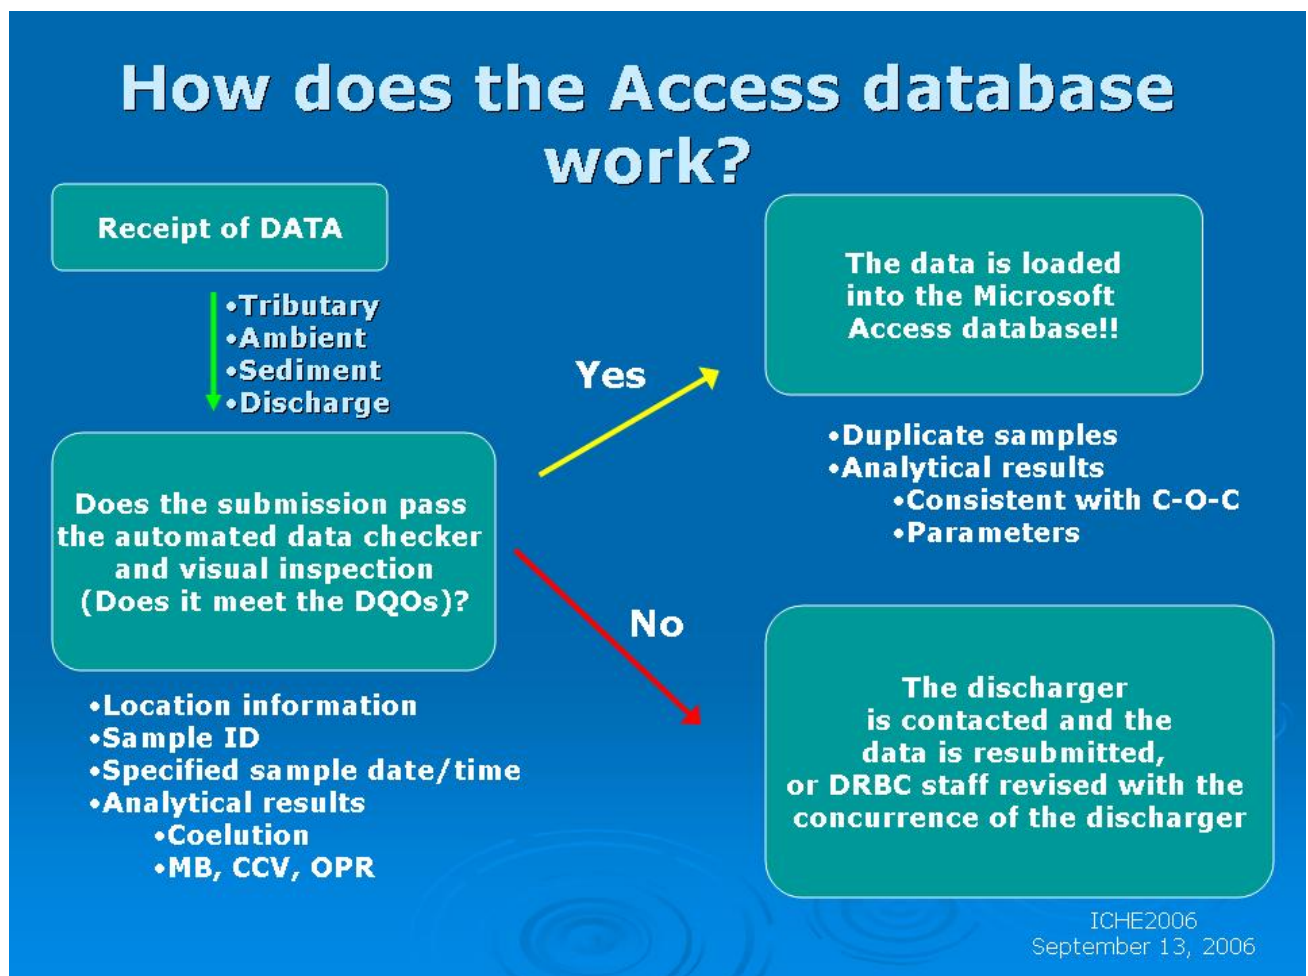 How does the Access database
work?
Receipt of DATA
•Tributary
•Ambient
•Sediment
•Discharge
Does the submission pass
the automated data checker
and visual inspection
(Does it meet the DQOs)?
•Location information
•Sample ID
•Specified sample date/time
•Analytical results
•Coelution
•MB, CCV, OPR
Yes
The data is loaded
into the Microsoft
Access database!!
•Duplicate samples
•Analytical results
•Consistent with C-O-C
•Parameters
No
The discharger
is contacted and the
data is resubmitted,
or DRBC staff revised with the
concurrence of the discharger
ICHE2006
September 13, 2006